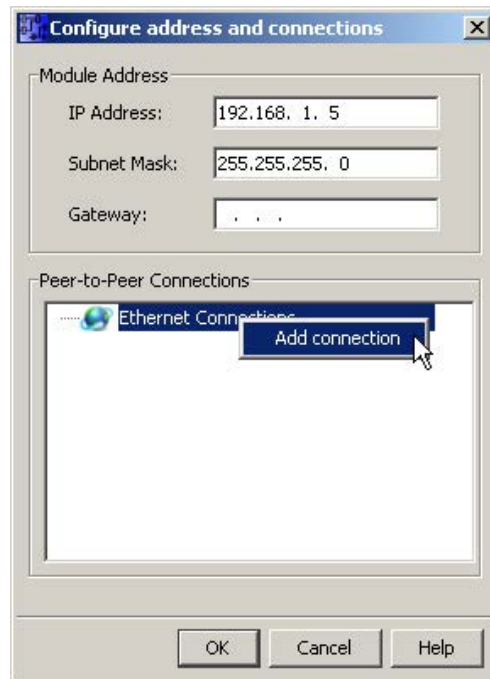 Configure address and connections
Module Address
IP Address: 192.168. 1. 5
Subnet Mask: 255.255.255. 0
Gateway: . . .
Peer-to-Peer Connections
Ethernet Connections
Add connection
OK Cancel Help